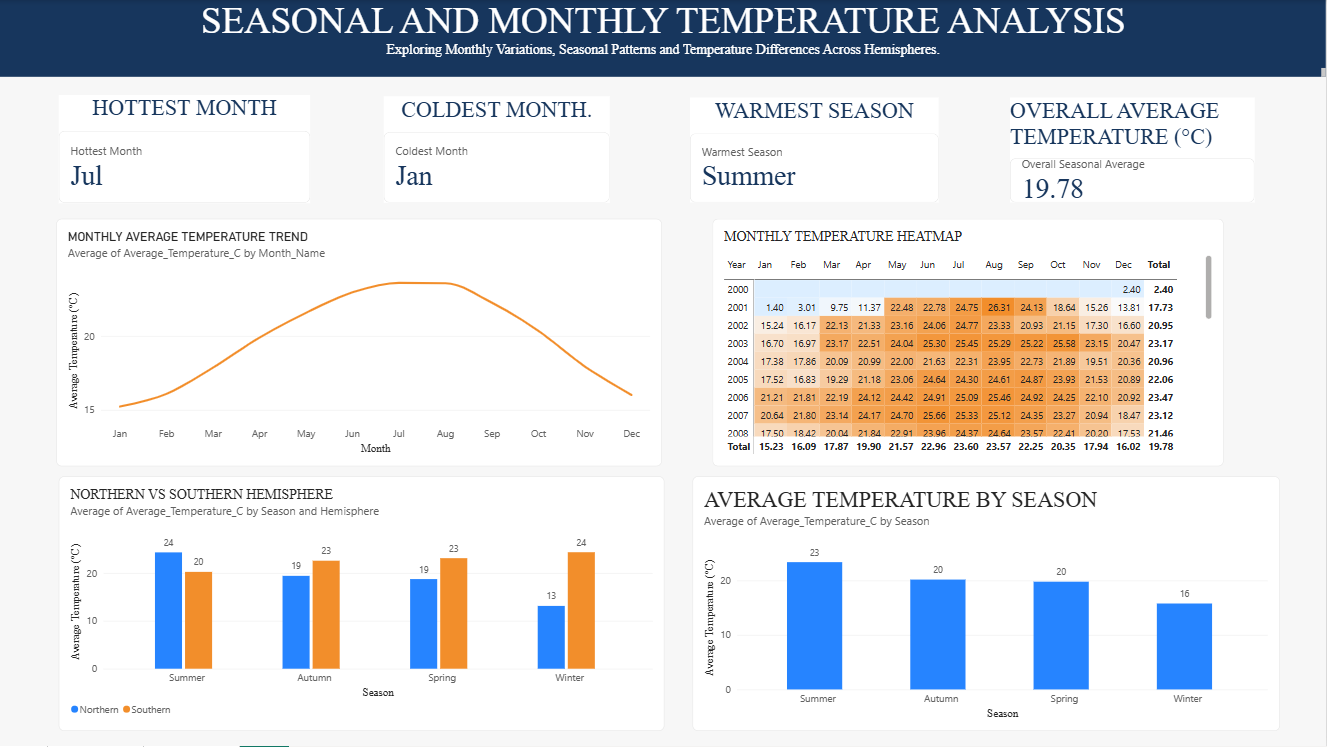 SEASONAL AND MONTHLY TEMPERATURE ANALYSIS
Exploring Monthly Variations, Seasonal Patterns and Temperature Differences Across Hemispheres.
HOTTEST MONTH
Hottest Month
Jul
COLDEST MONTH.
Coldest Month
Jan
WARMEST SEASON
Warmest Season
Summer
OVERALL AVERAGE
TEMPERATURE (°C)
Overall Seasonal Average
19.78
MONTHLY AVERAGE TEMPERATURE TREND
Average of Average_Temperature_C by Month_Name
Average Temperature (°C)
20
15
Jan Feb Mar Apr May Jun Jul Aug Sep Oct Nov Dec
Month
MONTHLY TEMPERATURE HEATMAP
Year Jan Feb Mar Apr May Jun Jul Aug Sep Oct Nov Dec Total
2000 2.40 2.40
2001 1.40 3.01 9.75 11.37 22.48 22.78 24.75 26.31 24.13 18.64 15.26 13.81 17.73
2002 15.24 16.17 22.13 21.33 23.16 24.06 24.77 23.33 20.93 21.15 17.30 16.60 20.95
2003 16.70 16.97 23.17 22.51 24.04 25.30 25.45 25.29 25.22 25.58 23.15 20.47 23.17
2004 17.38 17.86 20.09 20.99 22.00 21.63 22.31 23.95 22.73 21.89 19.51 20.36 20.96
2005 17.52 16.83 19.29 21.18 23.06 24.64 24.30 24.61 24.87 23.93 21.53 20.89 22.06
2006 21.21 21.81 22.19 24.12 24.42 24.91 25.09 25.46 24.92 24.25 22.10 20.92 23.47
2007 20.64 21.80 23.14 24.17 24.70 25.66 25.33 25.12 24.35 23.27 20.94 18.47 23.12
2008 17.50 18.42 20.04 21.84 22.91 23.96 24.37 24.64 23.57 22.41 20.20 17.53 21.46
Total 15.23 16.09 17.87 19.90 21.57 22.96 23.60 23.57 22.25 20.35 17.94 16.02 19.78
NORTHERN VS SOUTHERN HEMISPHERE
Average of Average_Temperature_C by Season and Hemisphere
Average Temperature (°C)
20
10
0
24 20 19 23 19 23 13 24
Summer Autumn Spring Winter
Season
Northern Southern
AVERAGE TEMPERATURE BY SEASON
Average of Average_Temperature_C by Season
Average Temperature (°C)
20
10
0
23 20 20 16
Summer Autumn Spring Winter
Season